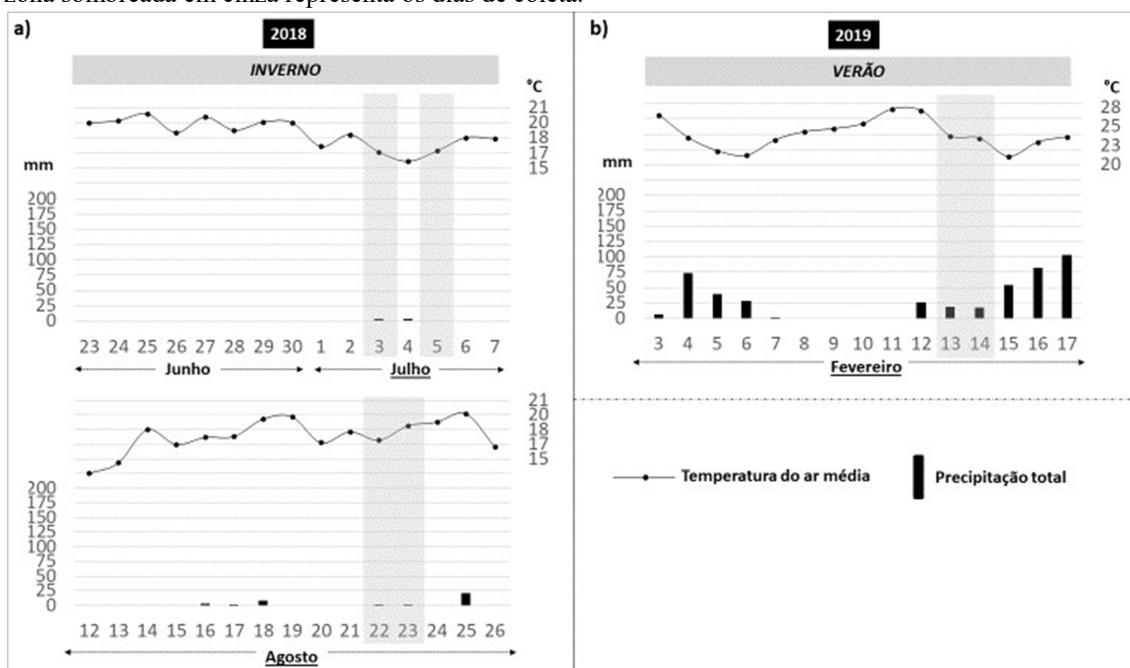 zona sombreada em cinza representa os dias de coleta.
a)
2018
INVERNO
°C
21
20
18
17
15
mm
200
175
150
125
100
75
50
25
0
23 24 25 26 27 28 29 30 1 2 3 4 5 6 7
Junho Julho
21
20
18
17
15
200
175
150
125
100
75
50
25
0
12 13 14 15 16 17 18 19 20 21 22 23 24 25 26
Agosto
b)
2019
VERÃO
°C
28
25
23
20
mm
200
175
150
125
100
75
50
25
0
3 4 5 6 7 8 9 10 11 12 13 14 15 16 17
Fevereiro
Temperatura do ar média Precipitação total